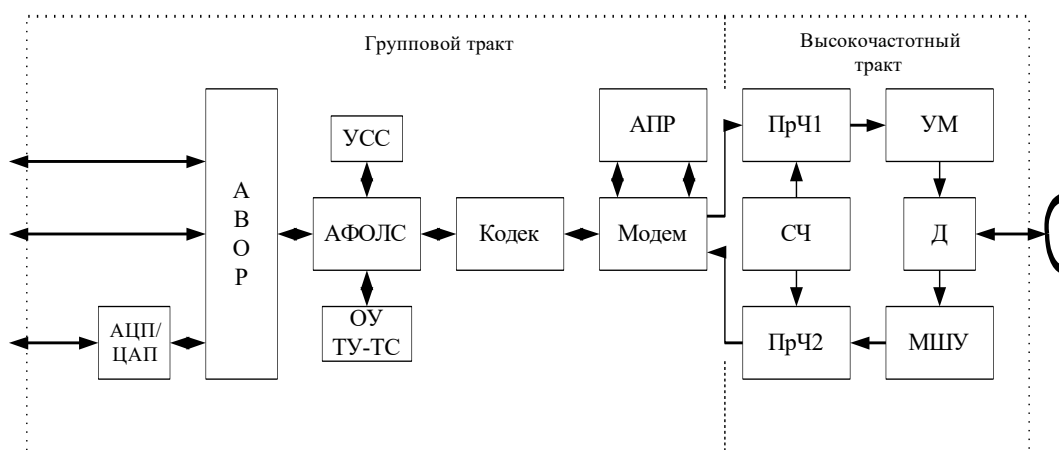 Групповой тракт
Высокочастотный
тракт
УСС
АПР
ПрЧ1
УМ
А
В
О
Р
АФОЛС
Кодек
Модем
СЧ
Д
АЦП/
ЦАП
ОУ
ТУ-ТС
ПрЧ2
МШУ